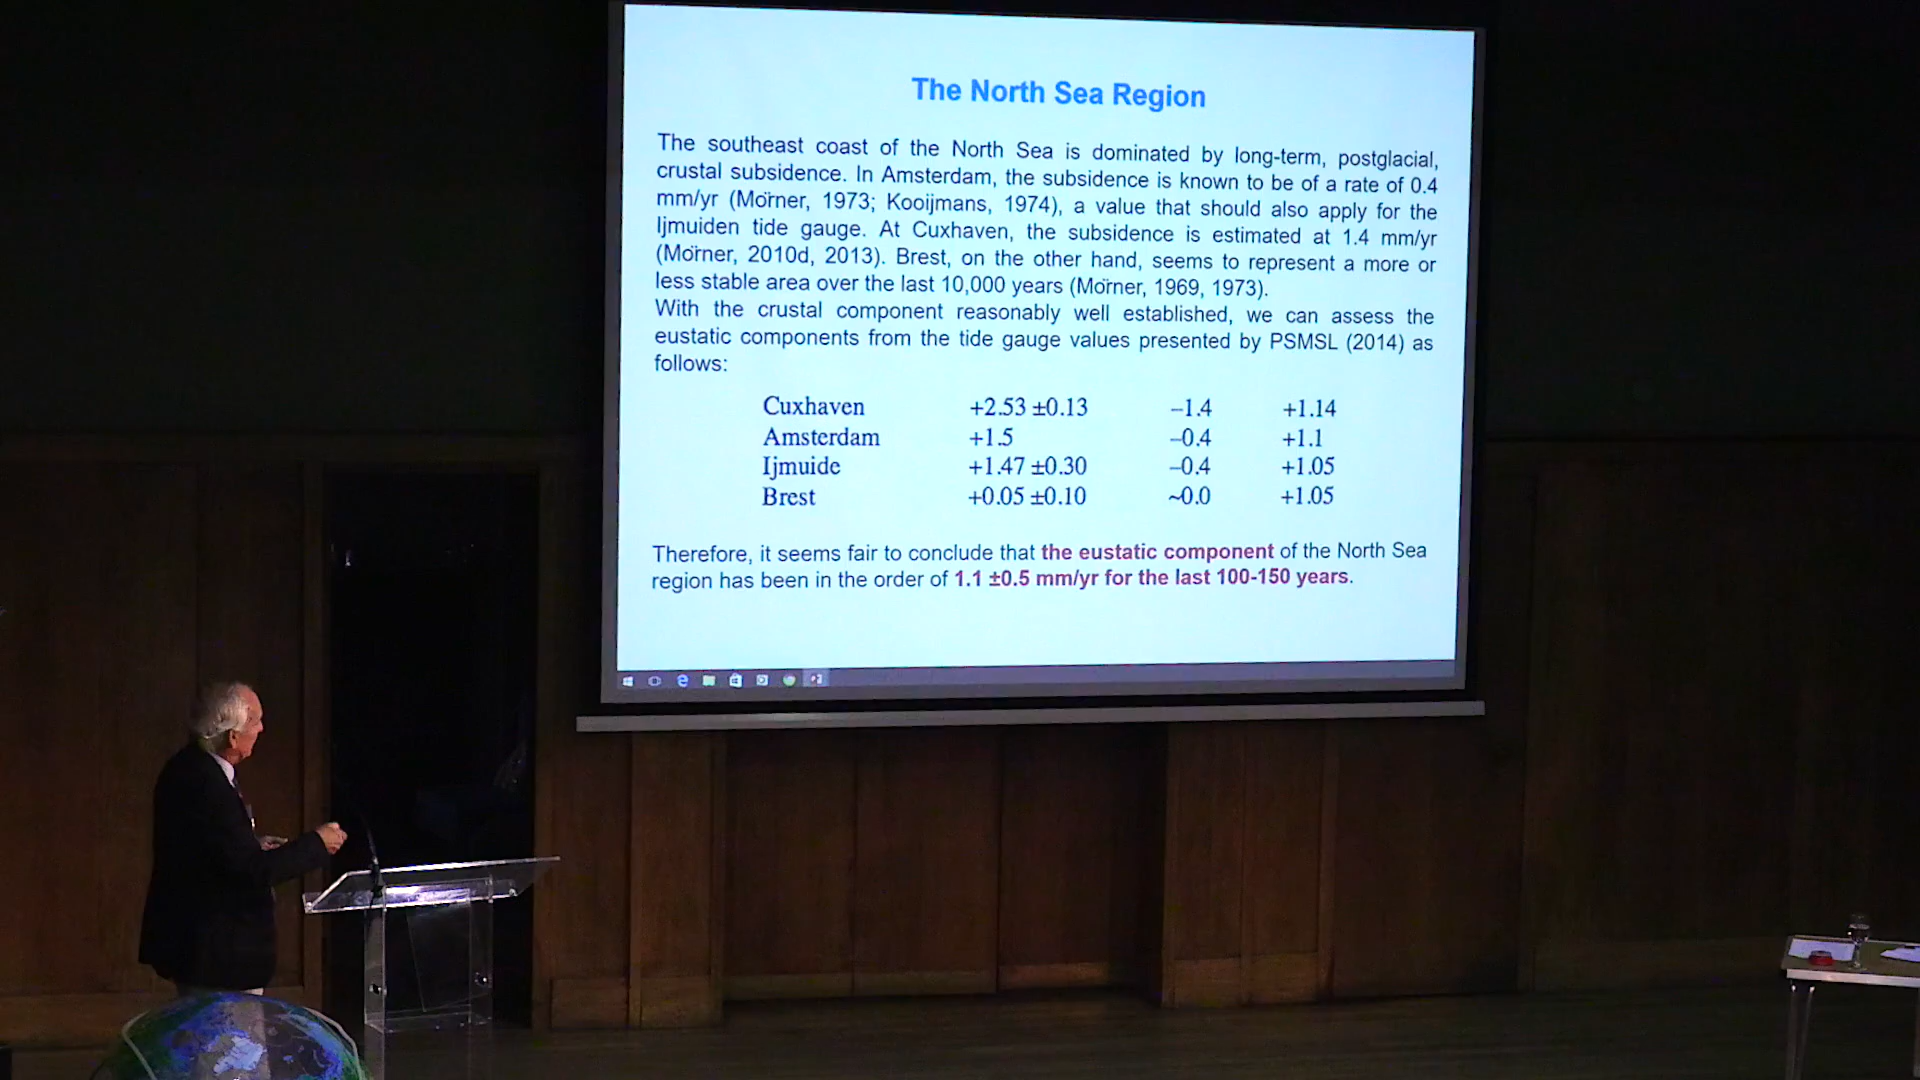 The North Sea Region
The southeast coast of the North Sea is dominated by long-term, postglacial,
crustal subsidence. In Amsterdam, the subsidence is known to be of a rate of 0.4
mm/yr (Mörner, 1973; Kooijmans, 1974), a value that should also apply for the
Ijmuiden tide gauge. At Cuxhaven, the subsidence is estimated at 1.4 mm/yr
(Mörner, 2010d, 2013). Brest, on the other hand, seems to represent a more or
less stable area over the last 10,000 years (Mörner, 1969, 1973).
With the crustal component reasonably well established, we can assess the
eustatic components from the tide gauge values presented by PSMSL (2014) as
follows:
Cuxhaven +2.53 ±0.13 –1.4 +1.14
Amsterdam +1.5 –0.4 +1.1
Ijmuide +1.47 ±0.30 –0.4 +1.05
Brest +0.05 ±0.10 ~0.0 +1.05
Therefore, it seems fair to conclude that the eustatic component of the North Sea
region has been in the order of 1.1 ±0.5 mm/yr for the last 100-150 years.